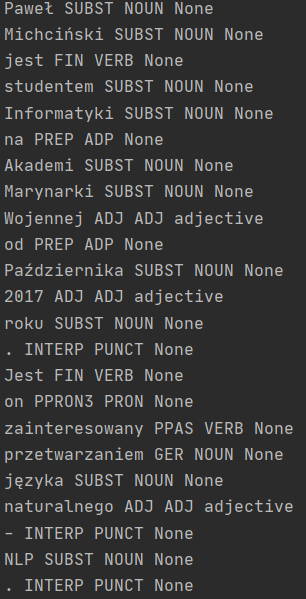 Paweł SUBST NOUN None
Michciński SUBST NOUN None
jest FIN VERB None
studentem SUBST NOUN None
Informatyki SUBST NOUN None
na PREP ADP None
Akademi SUBST NOUN None
Marynarki SUBST NOUN None
Wojennej ADJ ADJ adjective
od PREP ADP None
Października SUBST NOUN None
2017 ADJ ADJ adjective
roku SUBST NOUN None
. INTERP PUNCT None
Jest FIN VERB None
on PPRON3 PRON None
zainteresowany PPAS VERB None
przetwarzaniem GER NOUN None
języka SUBST NOUN None
naturalnego ADJ ADJ adjective
– INTERP PUNCT None
NLP SUBST NOUN None
. INTERP PUNCT None